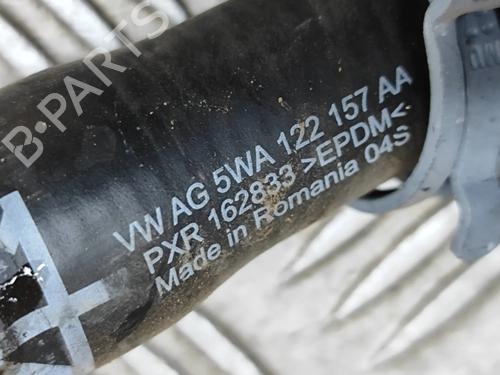 B-PARTS
VW AG 5WA 122 157 AA
PXR 162833 >EPDM<
Made in Romania 04S